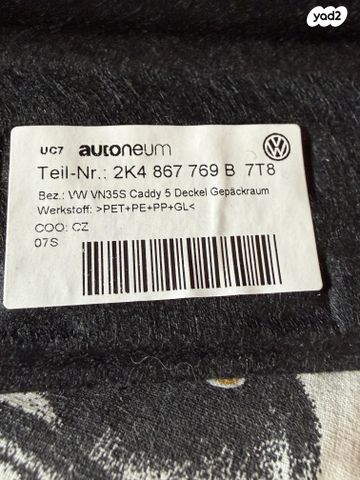 yad2
UC7 autoneum
Teil-Nr.: 2K4 867 769 B 7T8
Bez.: VW VN35S Caddy 5 Deckel Gepäckraum
Werkstoff: >PET+PE+PP+GL<
COO: CZ
07S